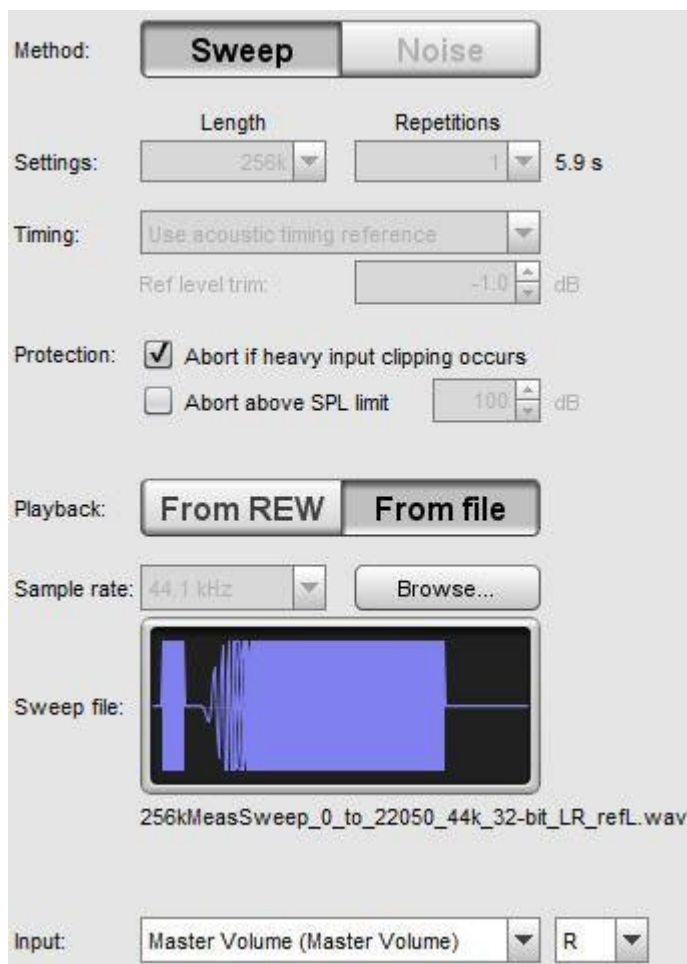 Method: Sweep Noise
Length Repetitions
Settings: 256k 1 5.9 s
Timing: Use acoustic timing reference
Ref level trim: -1.0 dB
Protection: Abort if heavy input clipping occurs
Abort above SPL limit 100 dB
Playback: From REW From file
Sample rate: 44.1 kHz Browse...
Sweep file:
256kMeasSweep_0_to_22050_44k_32-bit_LR_refL.wav
Input: Master Volume (Master Volume) R